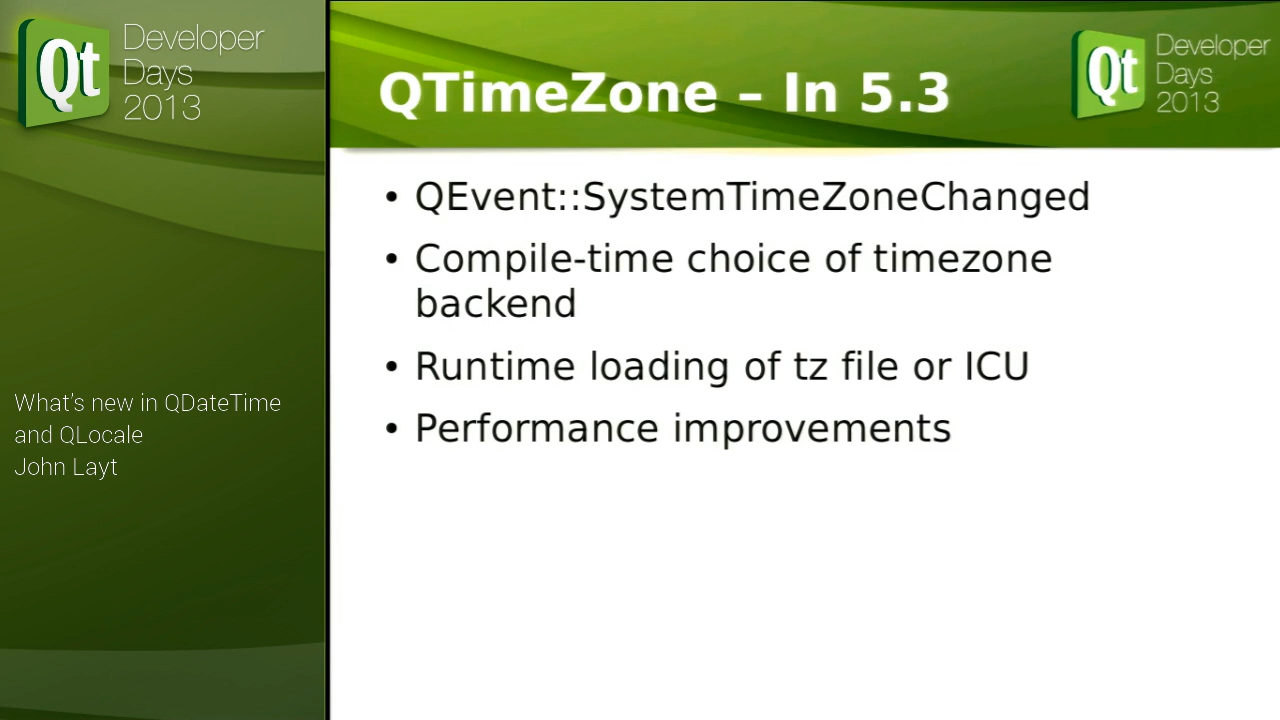 Qt Developer
Days
2013
What's new in QDateTime
and QLocale
John Layt
QTimeZone – In 5.3
Qt Developer
Days
2013
• QEvent::SystemTimeZoneChanged
• Compile-time choice of timezone
backend
• Runtime loading of tz file or ICU
• Performance improvements